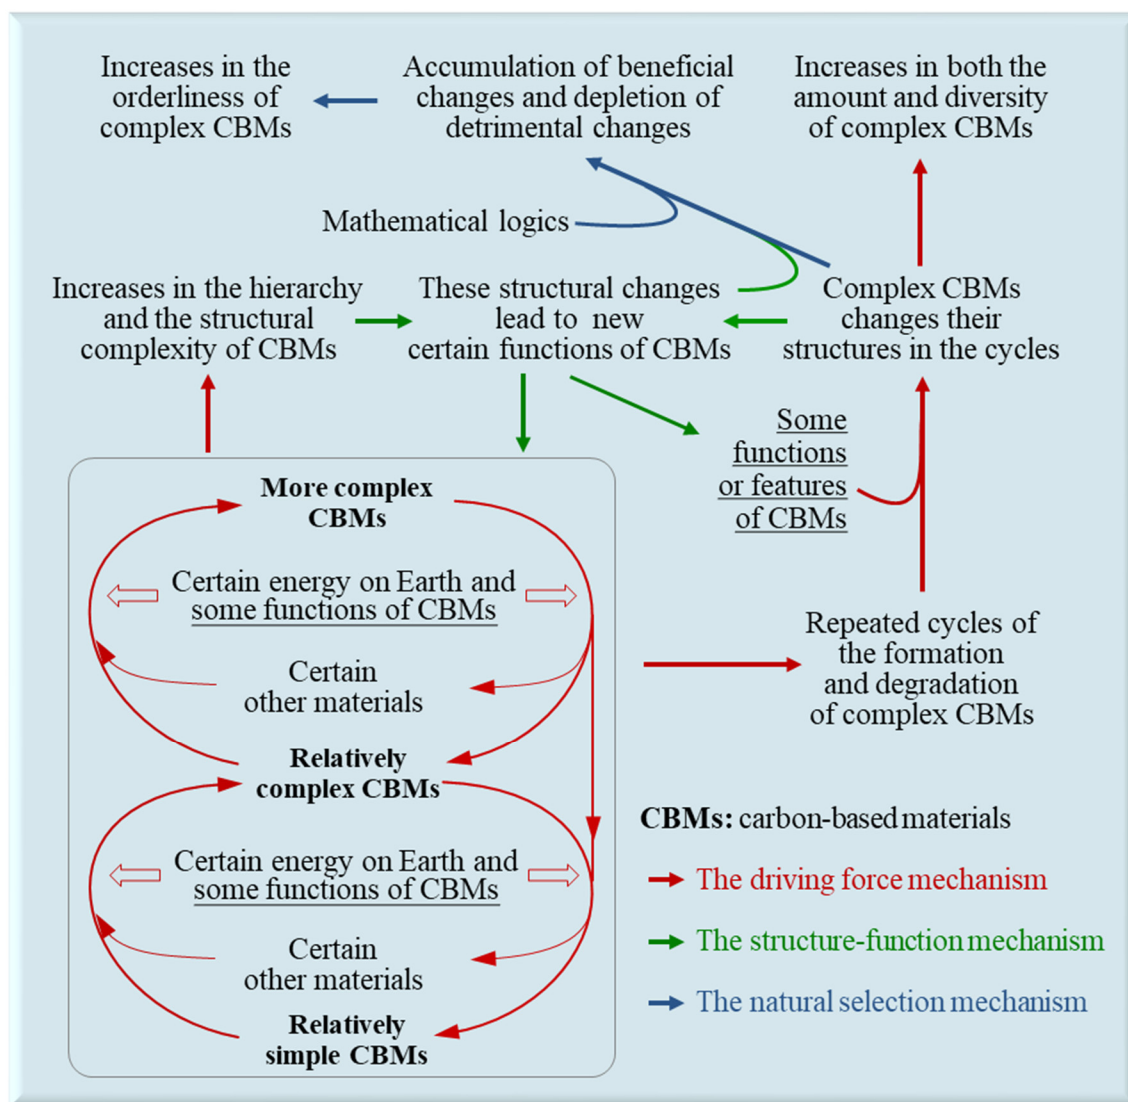 Increases in the
orderliness of
complex CBMs
Accumulation of beneficial
changes and depletion of
detrimental changes
Increases in both the
amount and diversity
of complex CBMs
Mathematical logics
Increases in the hierarchy
and the structural
complexity of CBMs
These structural changes
lead to new
certain functions of CBMs
Complex CBMs
changes their
structures in the cycles
Some
functions
or features
of CBMs
More complex
CBMs
Certain energy on Earth and
some functions of CBMs
Certain
other materials
Relatively
complex CBMs
Certain energy on Earth and
some functions of CBMs
Certain
other materials
Relatively
simple CBMs
Repeated cycles of
the formation
and degradation
of complex CBMs
CBMs: carbon-based materials
The driving force mechanism
The structure-function mechanism
The natural selection mechanism